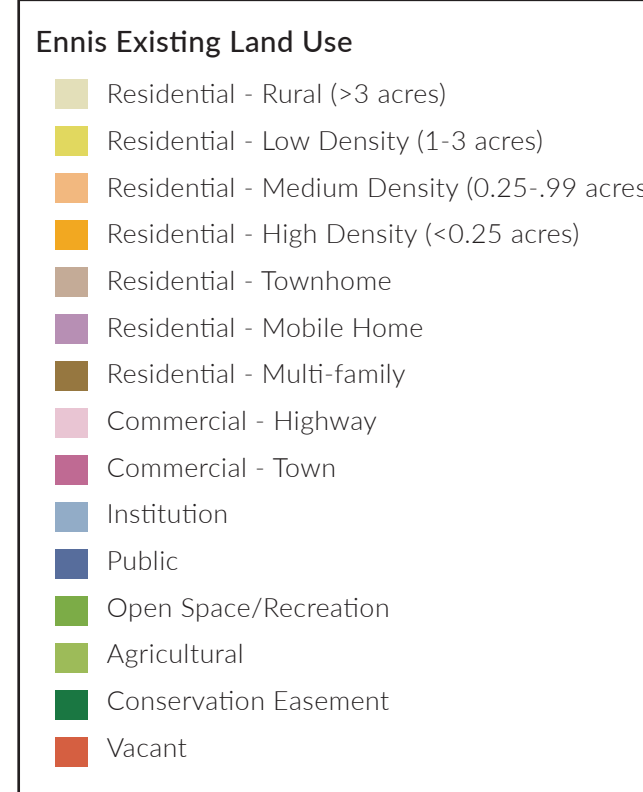 Ennis Existing Land Use
Residential - Rural (>3 acres)
Residential - Low Density (1-3 acres)
Residential - Medium Density (0.25-.99 acres
Residential - High Density (<0.25 acres)
Residential - Townhome
Residential - Mobile Home
Residential - Multi-family
Commercial - Highway
Commercial - Town
Institution
Public
Open Space/Recreation
Agricultural
Conservation Easement
Vacant